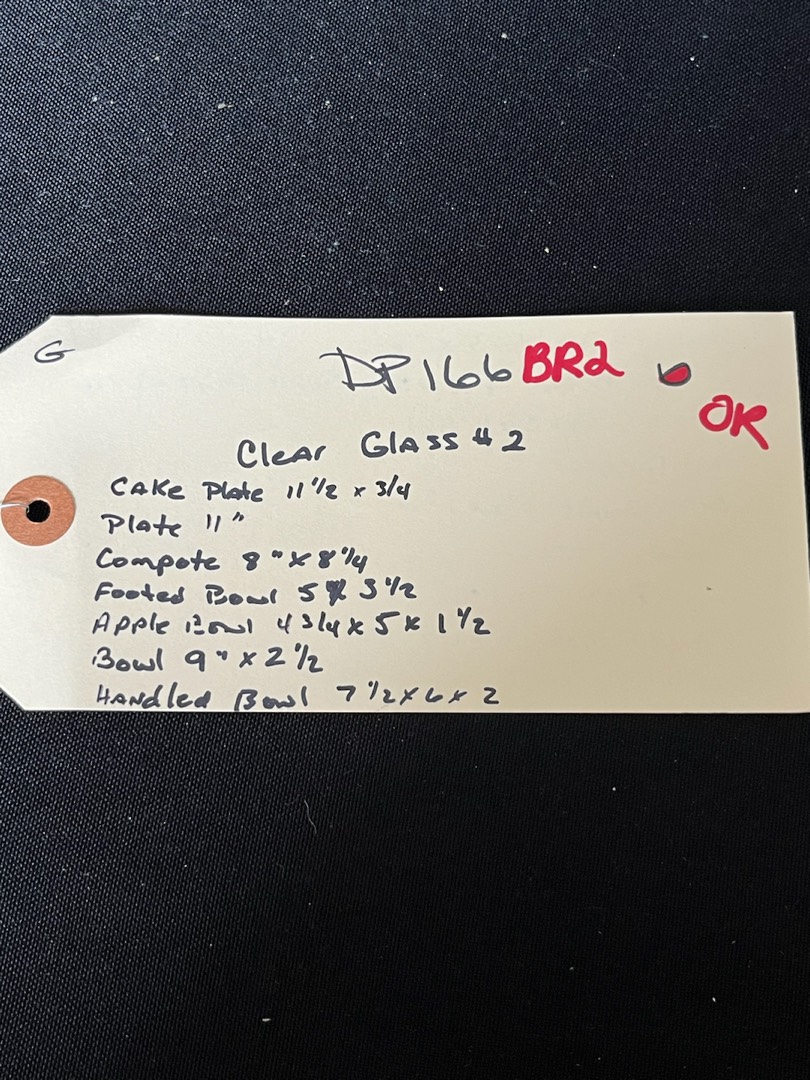 G
DP166 BR2
OK
Clear Glass #2
Cake Plate 11 1/2 x 3/4
Plate 11"
Compote 8" x 8 1/4
Footed Bowl 5 x 3 1/2
Apple Bowl 4 3/4 x 5 x 1 1/2
Bowl 9" x 2 1/2
Handled Bowl 7 1/2 x 6 x 2